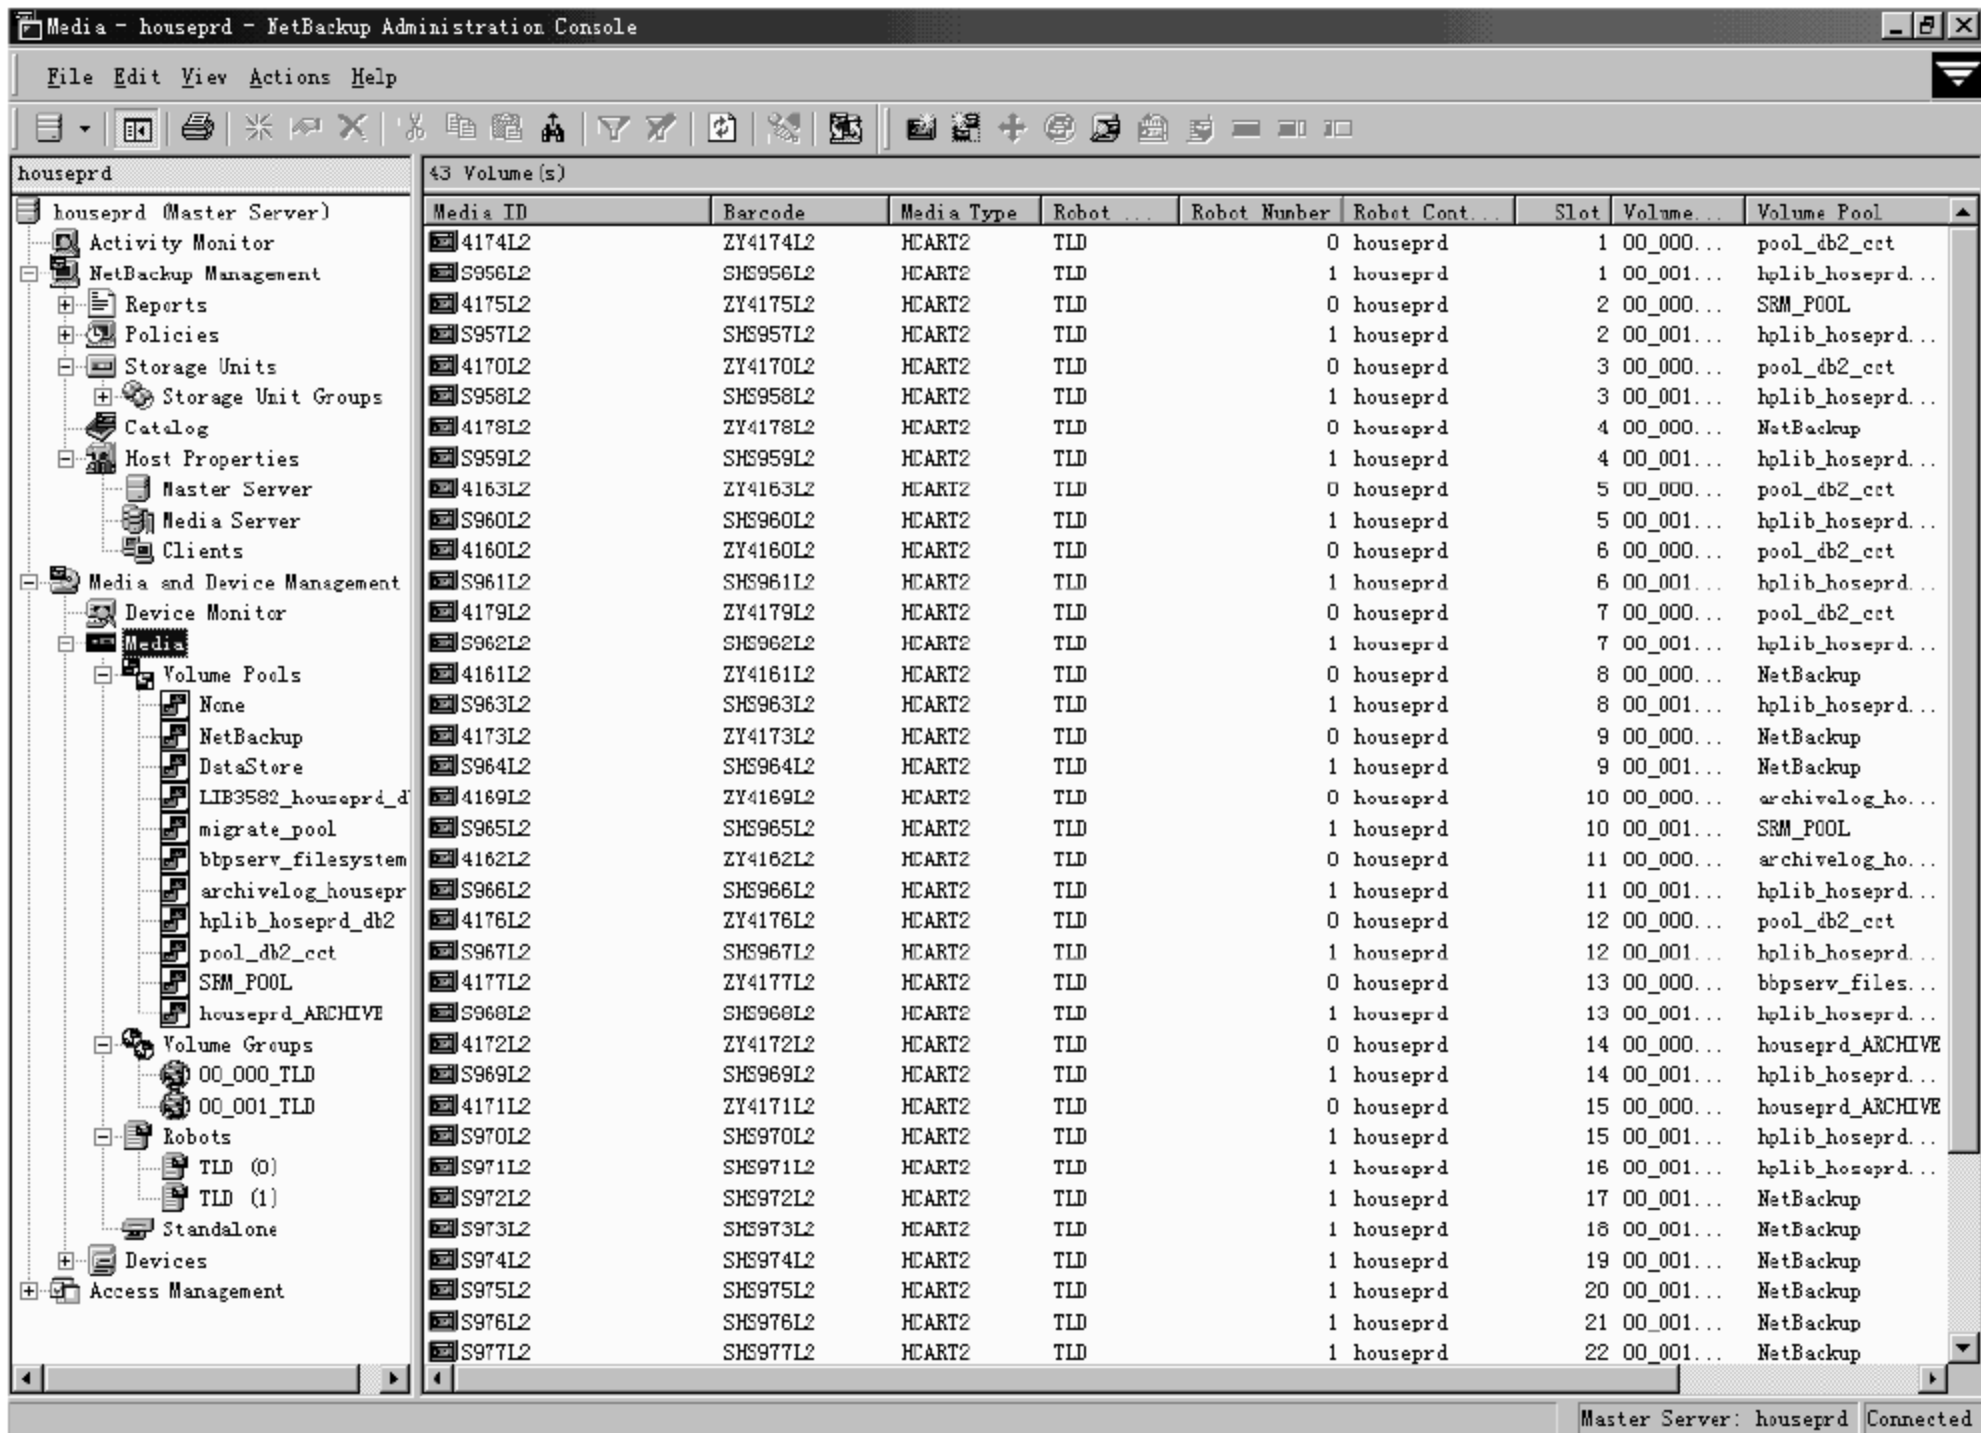 Media - houseprd - NetBackup Administration Console
File Edit View Actions Help
houseprd
43 Volume(s)
houseprd (Master Server)
Activity Monitor
NetBackup Management
Reports
Policies
Storage Units
Storage Unit Groups
Catalog
Host Properties
Master Server
Media Server
Clients
Media and Device Management
Device Monitor
Media
Volume Pools
None
NetBackup
DataStore
LIB3582_houseprd_d
migrate_pool
bbpserv_filesystem
archivelog_housepr
hplib_hoseprd_db2
pool_db2_cct
SRM_POOL
houseprd_ARCHIVE
Volume Groups
00_000_TLD
00_001_TLD
Robots
TLD (0)
TLD (1)
Standalone
Devices
Access Management
Media ID Barcode Media Type Robot ... Robot Number Robot Cont... Slot Volume... Volume Pool
4174L2 ZY4174L2 HCART2 TLD 0 houseprd 1 00_000... pool_db2_cct
S956L2 SHS956L2 HCART2 TLD 1 houseprd 1 00_001... hplib_hoseprd...
4175L2 ZY4175L2 HCART2 TLD 0 houseprd 2 00_000... SRM_POOL
S957L2 SHS957L2 HCART2 TLD 1 houseprd 2 00_001... hplib_hoseprd...
4170L2 ZY4170L2 HCART2 TLD 0 houseprd 3 00_000... pool_db2_cct
S958L2 SHS958L2 HCART2 TLD 1 houseprd 3 00_001... hplib_hoseprd...
4178L2 ZY4178L2 HCART2 TLD 0 houseprd 4 00_000... NetBackup
S959L2 SHS959L2 HCART2 TLD 1 houseprd 4 00_001... hplib_hoseprd...
4163L2 ZY4163L2 HCART2 TLD 0 houseprd 5 00_000... pool_db2_cct
S960L2 SHS960L2 HCART2 TLD 1 houseprd 5 00_001... hplib_hoseprd...
4160L2 ZY4160L2 HCART2 TLD 0 houseprd 6 00_000... pool_db2_cct
S961L2 SHS961L2 HCART2 TLD 1 houseprd 6 00_001... hplib_hoseprd...
4179L2 ZY4179L2 HCART2 TLD 0 houseprd 7 00_000... pool_db2_cct
S962L2 SHS962L2 HCART2 TLD 1 houseprd 7 00_001... hplib_hoseprd...
4161L2 ZY4161L2 HCART2 TLD 0 houseprd 8 00_000... NetBackup
S963L2 SHS963L2 HCART2 TLD 1 houseprd 8 00_001... hplib_hoseprd...
4173L2 ZY4173L2 HCART2 TLD 0 houseprd 9 00_000... NetBackup
S964L2 SHS964L2 HCART2 TLD 1 houseprd 9 00_001... NetBackup
4169L2 ZY4169L2 HCART2 TLD 0 houseprd 10 00_000... archivelog_ho...
S965L2 SHS965L2 HCART2 TLD 1 houseprd 10 00_001... SRM_POOL
4162L2 ZY4162L2 HCART2 TLD 0 houseprd 11 00_000... archivelog_ho...
S966L2 SHS966L2 HCART2 TLD 1 houseprd 11 00_001... hplib_hoseprd...
4176L2 ZY4176L2 HCART2 TLD 0 houseprd 12 00_000... pool_db2_cct
S967L2 SHS967L2 HCART2 TLD 1 houseprd 12 00_001... hplib_hoseprd...
4177L2 ZY4177L2 HCART2 TLD 0 houseprd 13 00_000... bbpserv_files...
S968L2 SHS968L2 HCART2 TLD 1 houseprd 13 00_001... hplib_hoseprd...
4172L2 ZY4172L2 HCART2 TLD 0 houseprd 14 00_000... houseprd_ARCHIVE
S969L2 SHS969L2 HCART2 TLD 1 houseprd 14 00_001... hplib_hoseprd...
4171L2 ZY4171L2 HCART2 TLD 0 houseprd 15 00_000... houseprd_ARCHIVE
S970L2 SHS970L2 HCART2 TLD 1 houseprd 15 00_001... hplib_hoseprd...
S971L2 SHS971L2 HCART2 TLD 1 houseprd 16 00_001... hplib_hoseprd...
S972L2 SHS972L2 HCART2 TLD 1 houseprd 17 00_001... NetBackup
S973L2 SHS973L2 HCART2 TLD 1 houseprd 18 00_001... NetBackup
S974L2 SHS974L2 HCART2 TLD 1 houseprd 19 00_001... NetBackup
S975L2 SHS975L2 HCART2 TLD 1 houseprd 20 00_001... NetBackup
S976L2 SHS976L2 HCART2 TLD 1 houseprd 21 00_001... NetBackup
S977L2 SHS977L2 HCART2 TLD 1 houseprd 22 00_001... NetBackup
Master Server: houseprd Connected